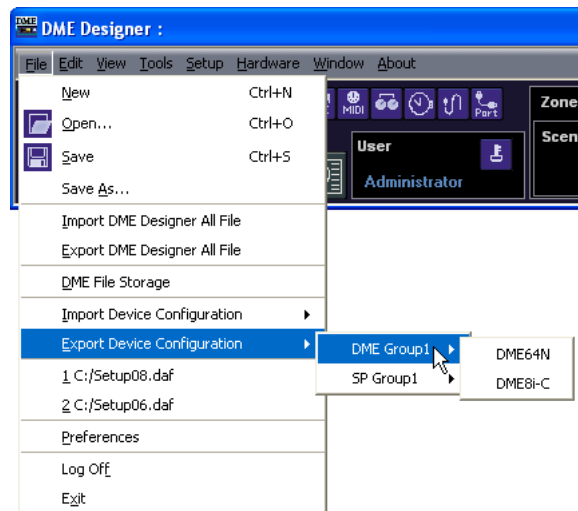 DME Designer :
File Edit View Tools Setup Hardware Window About
New Ctrl+N
Open... Ctrl+O
Save Ctrl+S
Save As...
Import DME Designer All File
Export DME Designer All File
DME File Storage
Import Device Configuration
Export Device Configuration
1 C:/Setup08.daf
2 C:/Setup06.daf
Preferences
Log Off
Exit
DME Group1
SP Group1
DME64N
DME8i-C
MIDI
Port
User
Administrator
Zone
Scen